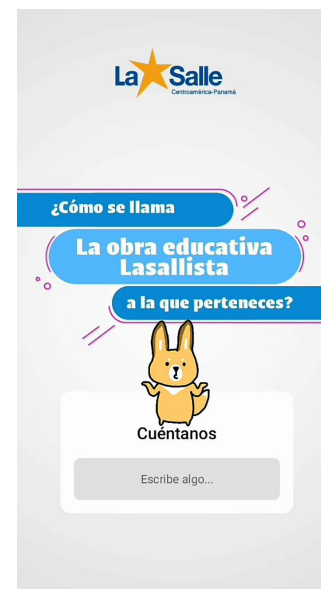 La Salle
Centroamérica-Panamá
¿Cómo se llama
La obra educativa
Lasallista
a la que perteneces?
Cuéntanos
Escribe algo...